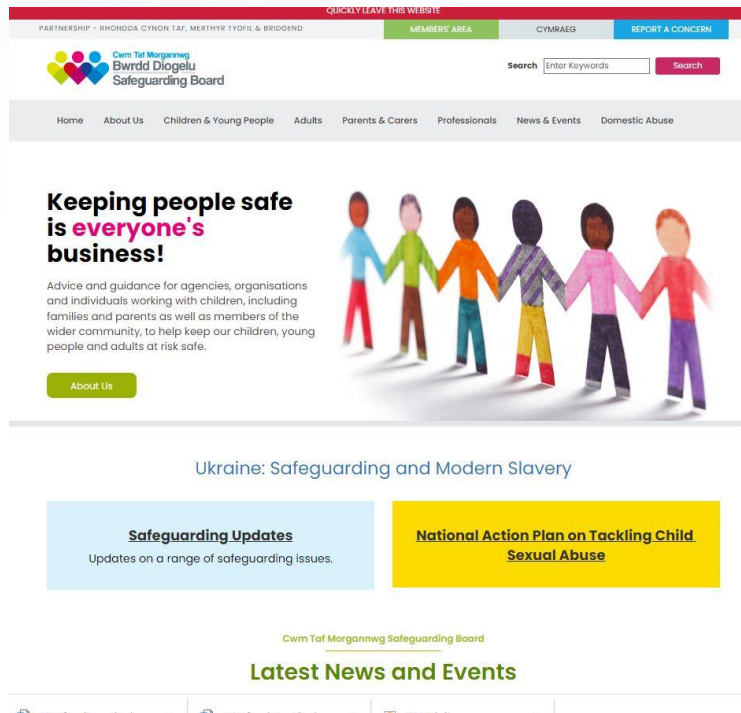 QUICKLY LEAVE THIS WEBSITE
PARTNERSHIP - RHONDDA CYNON TAF, MERTHYR TYDFIL & BRIDGEND
MEMBERS' AREA
CYMRAEG
REPORT A CONCERN
Cwm Taf Morgannwg
Bwrdd Diogelu
Safeguarding Board
Search Enter Keywords Search
Home About Us Children & Young People Adults Parents & Carers Professionals News & Events Domestic Abuse
Keeping people safe
is everyone's
business!
Advice and guidance for agencies, organisations
and individuals working with children, including
families and parents as well as members of the
wider community, to help keep our children, young
people and adults at risk safe.
About Us
Ukraine: Safeguarding and Modern Slavery
Safeguarding Updates
Updates on a range of safeguarding issues.
National Action Plan on Tackling Child
Sexual Abuse
Cwm Taf Morgannwg Safeguarding Board
Latest News and Events